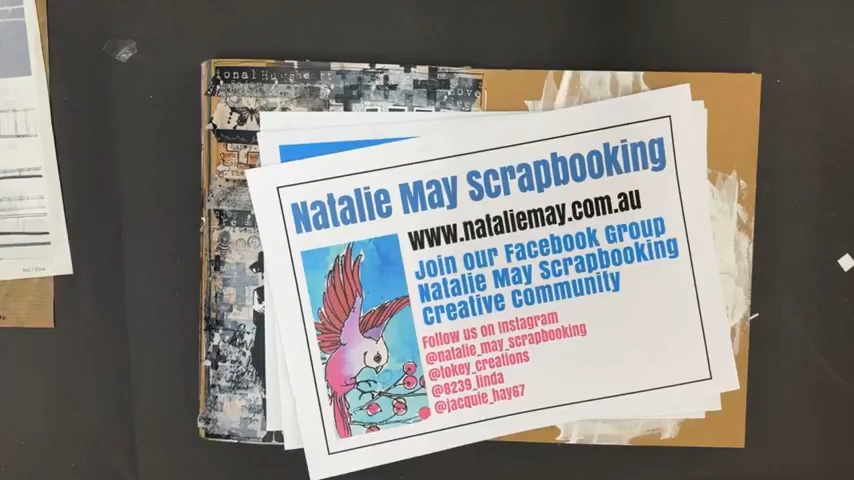 Natalie May Scrapbooking
www.nataliemay.com.au
Join our Facebook Group
Natalie May Scrapbooking
Creative Community
Follow us on Instagram
@natalie_may_scrapbooking
@lokey_creations
@8239_linda
@jacquie_hay67